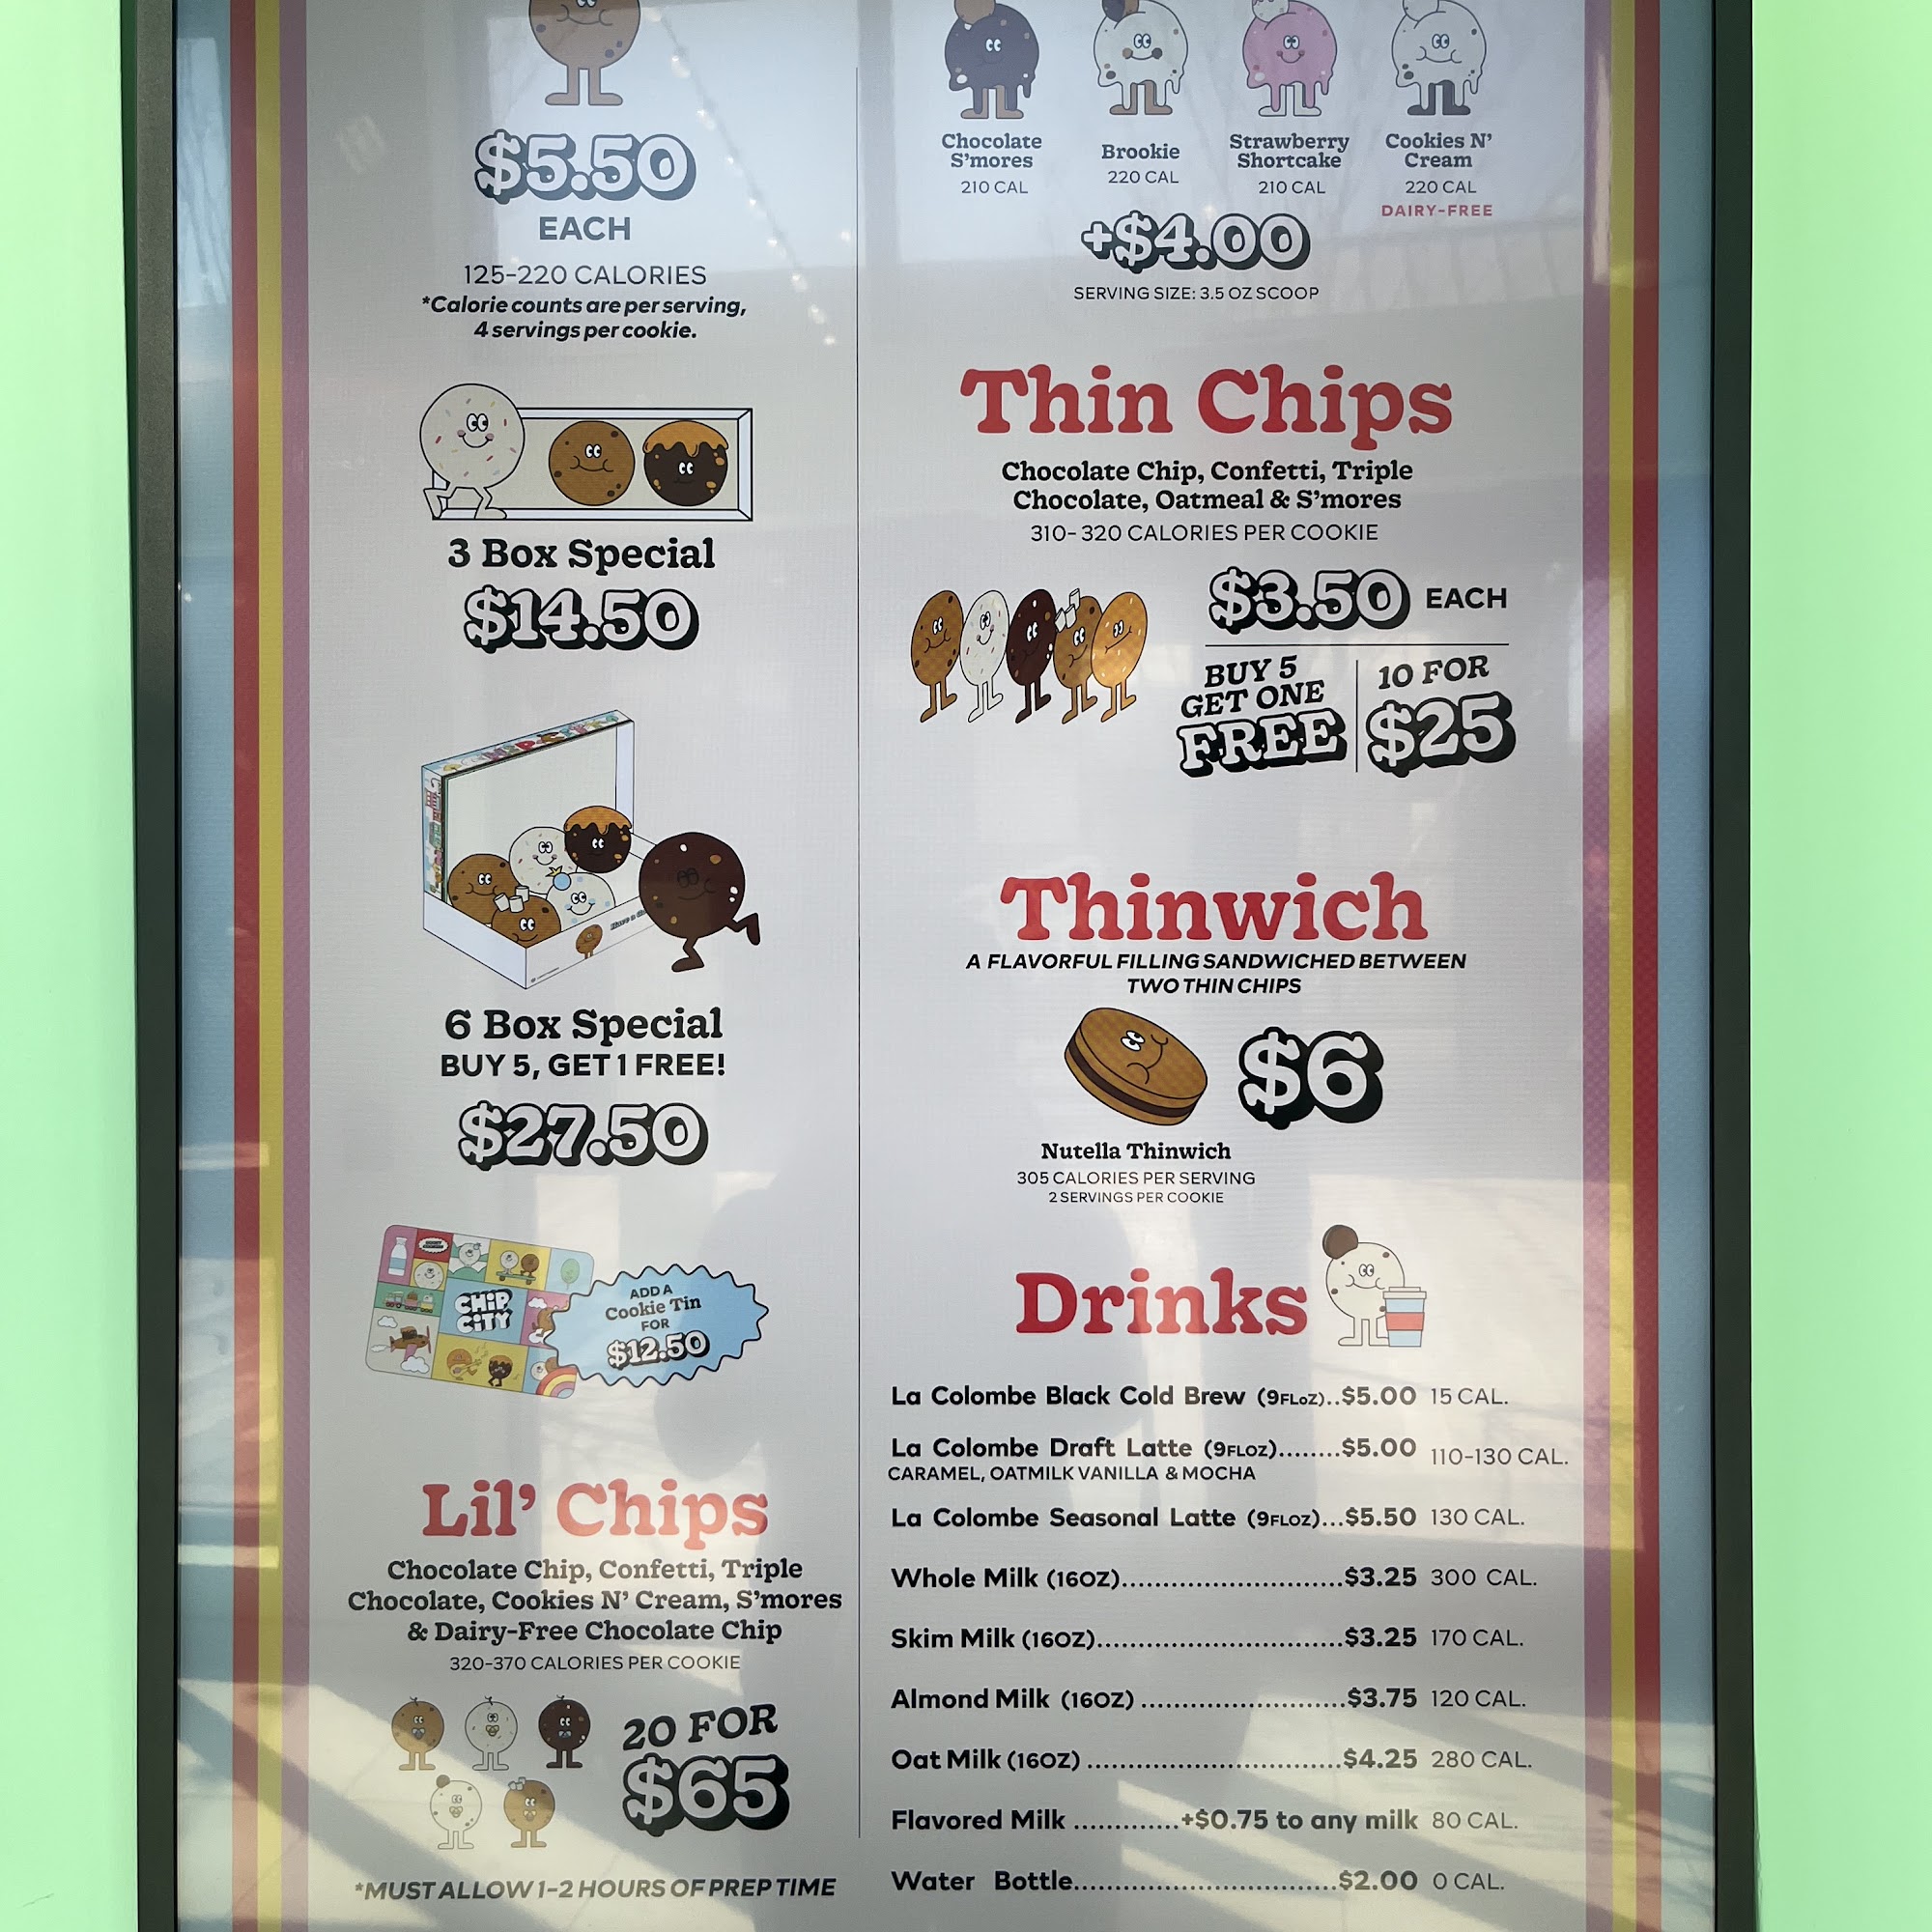 $5.50
EACH
125-220 CALORIES
*Calorie counts are per serving,
4 servings per cookie.
3 Box Special
$14.50
6 Box Special
BUY 5, GET 1 FREE!
$27.50
CHiP
CiTY
ADD A
Cookie Tin
FOR
$12.50
Lil' Chips
Chocolate Chip, Confetti, Triple
Chocolate, Cookies N' Cream, S'mores
& Dairy-Free Chocolate Chip
320-370 CALORIES PER COOKIE
20 FOR
$65
*MUST ALLOW 1-2 HOURS OF PREP TIME
Chocolate
S'mores
210 CAL
Brookie
220 CAL
Strawberry
Shortcake
210 CAL
Cookies N'
Cream
220 CAL
DAIRY-FREE
+$4.00
SERVING SIZE: 3.5 OZ SCOOP
Thin Chips
Chocolate Chip, Confetti, Triple
Chocolate, Oatmeal & S'mores
310-320 CALORIES PER COOKIE
$3.50 EACH
BUY 5
GET ONE
FREE
10 FOR
$25
Thinwich
A FLAVORFUL FILLING SANDWICHED BETWEEN
TWO THIN CHIPS
$6
Nutella Thinwich
305 CALORIES PER SERVING
2 SERVINGS PER COOKIE
Drinks
La Colombe Black Cold Brew (9FLoZ)..$5.00 15 CAL.
La Colombe Draft Latte (9FLOZ)........$5.00 110-130 CAL.
CARAMEL, OATMILK VANILLA & MOCHA
La Colombe Seasonal Latte (9FLOZ)...$5.50 130 CAL.
Whole Milk (16OZ).............................$3.25 300 CAL.
Skim Milk (16OZ)................................$3.25 170 CAL.
Almond Milk (16OZ) ..........................$3.75 120 CAL.
Oat Milk (16OZ) .................................$4.25 280 CAL.
Flavored Milk .............+$0.75 to any milk 80 CAL.
Water Bottle..................................$2.00 0 CAL.